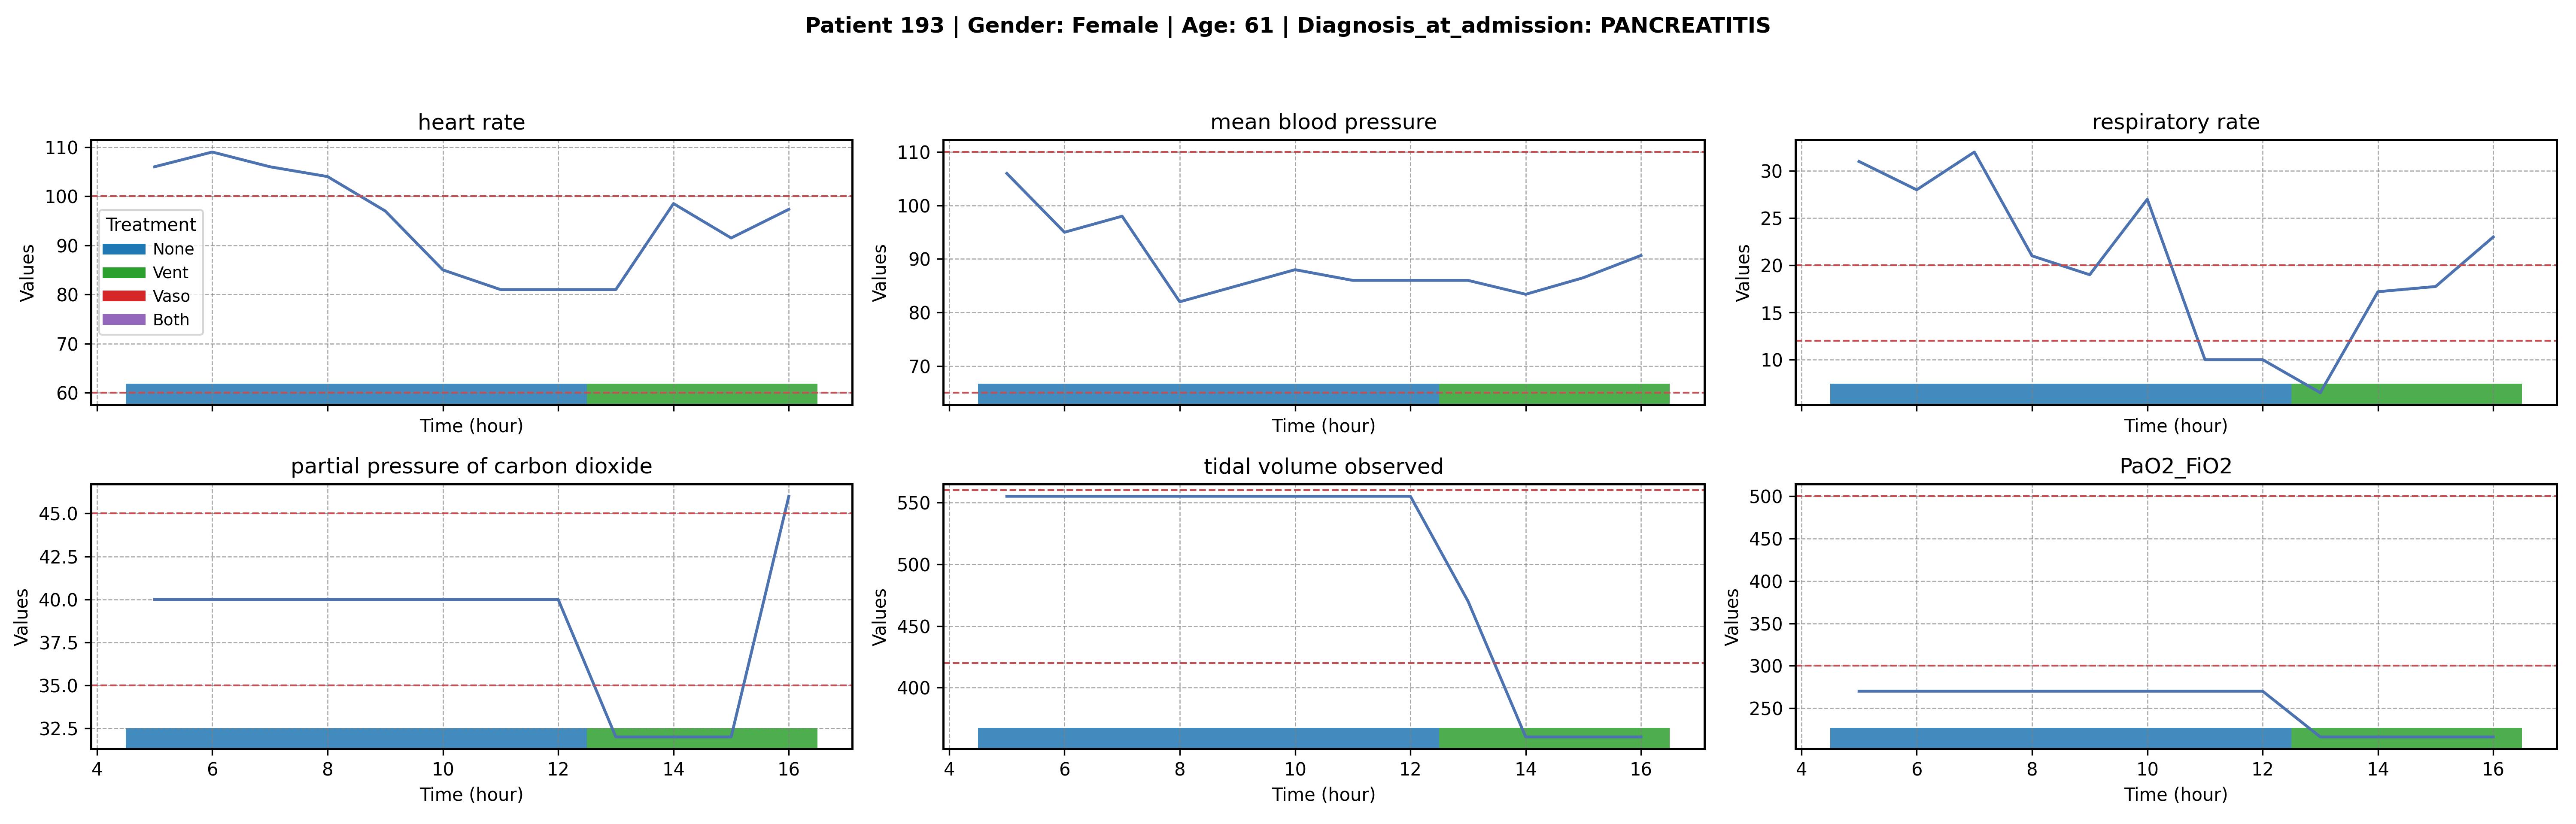 Patient 193 | Gender: Female | Age: 61 | Diagnosis_at_admission: PANCREATITIS
heart rate
110
100
90
80
70
60
Values
Treatment
None
Vent
Vaso
Both
Time (hour)
mean blood pressure
110
100
90
80
70
Values
Time (hour)
respiratory rate
30
25
20
15
10
Values
Time (hour)
partial pressure of carbon dioxide
45.0
42.5
40.0
37.5
35.0
32.5
Values
4 6 8 10 12 14 16
Time (hour)
tidal volume observed
550
500
450
400
Values
4 6 8 10 12 14 16
Time (hour)
PaO2_FiO2
500
450
400
350
300
250
Values
4 6 8 10 12 14 16
Time (hour)